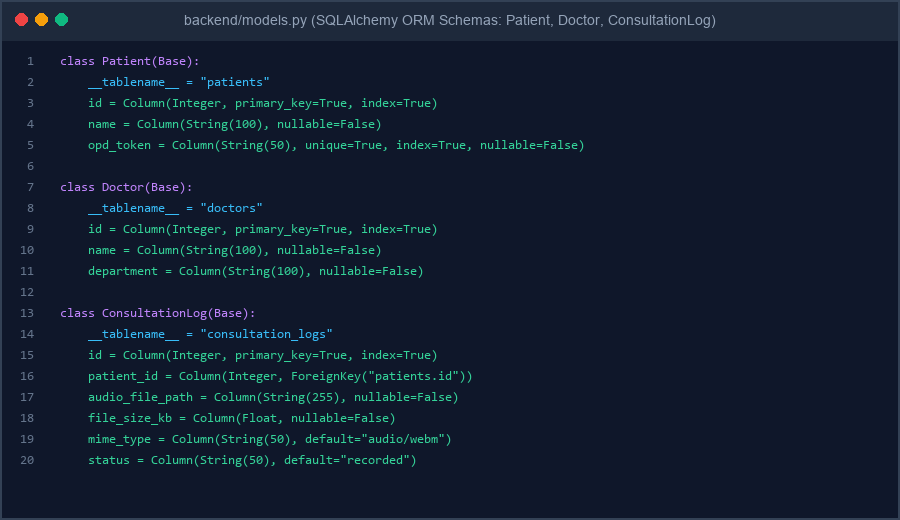 backend/models.py (SQLAlchemy ORM Schemas: Patient, Doctor, ConsultationLog)
1 class Patient(Base):
2     __tablename__ = "patients"
3     id = Column(Integer, primary_key=True, index=True)
4     name = Column(String(100), nullable=False)
5     opd_token = Column(String(50), unique=True, index=True, nullable=False)
6
7 class Doctor(Base):
8     __tablename__ = "doctors"
9     id = Column(Integer, primary_key=True, index=True)
10     name = Column(String(100), nullable=False)
11     department = Column(String(100), nullable=False)
12
13 class ConsultationLog(Base):
14     __tablename__ = "consultation_logs"
15     id = Column(Integer, primary_key=True, index=True)
16     patient_id = Column(Integer, ForeignKey("patients.id"))
17     audio_file_path = Column(String(255), nullable=False)
18     file_size_kb = Column(Float, nullable=False)
19     mime_type = Column(String(50), default="audio/webm")
20     status = Column(String(50), default="recorded")